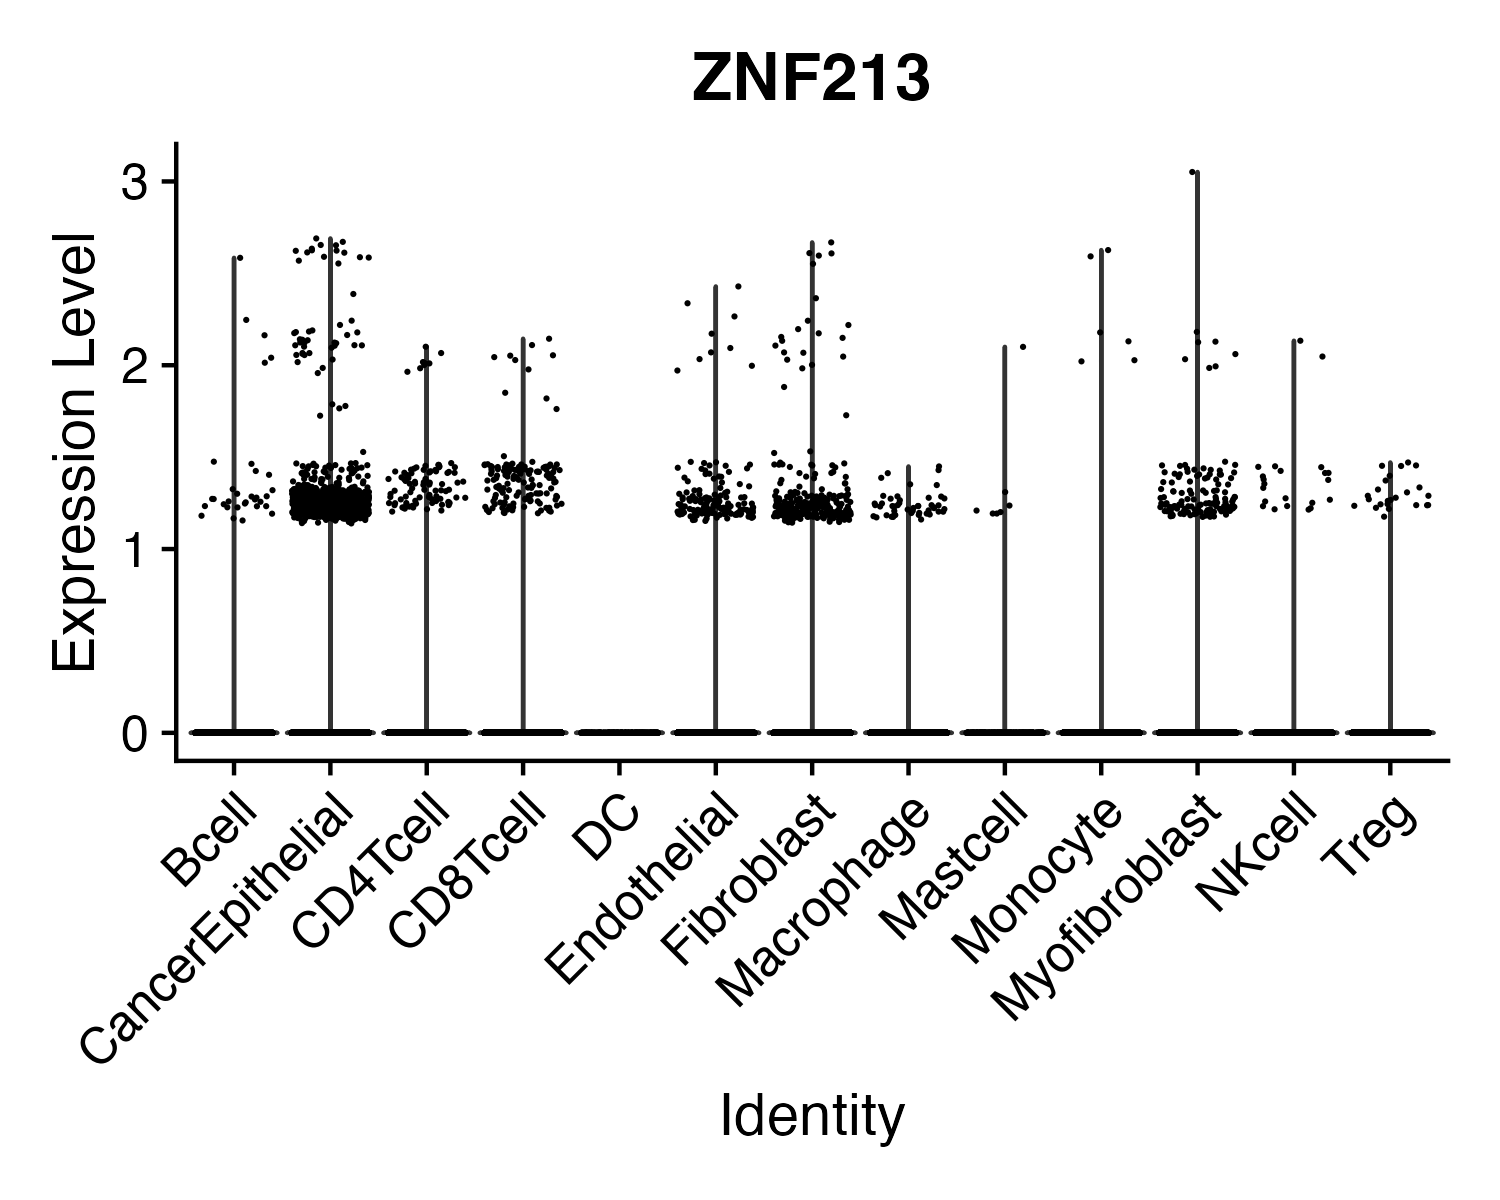 ZNF213
Expression Level
3
2
1
0
Bcell
CancerEpithelial
CD4Tcell
CD8Tcell
DC
Endothelial
Fibroblast
Macrophage
Mastcell
Monocyte
Myofibroblast
NKcell
Treg
Identity